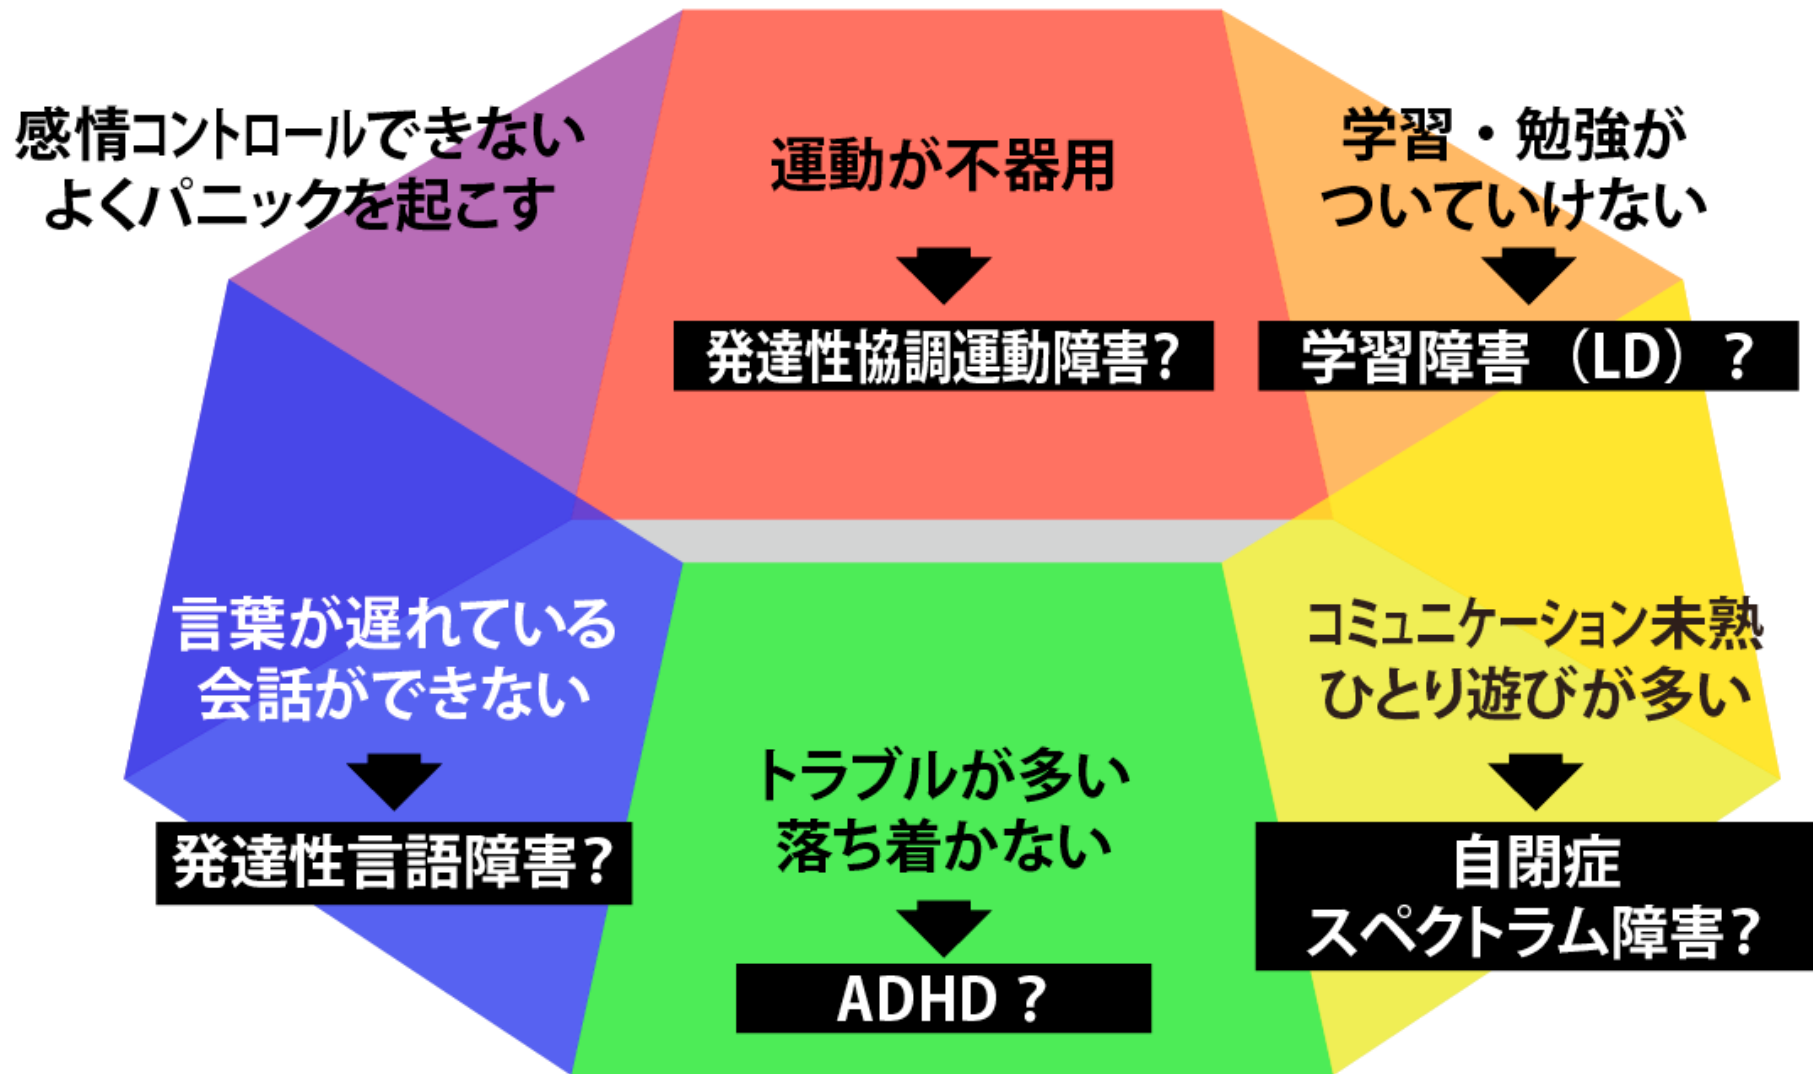 感情コントロールできない
よくパニックを起こす
運動が不器用
発達性協調運動障害？
学習・勉強が
ついていけない
学習障害（LD）？
言葉が遅れている
会話ができない
発達性言語障害？
トラブルが多い
落ち着かない
ADHD？
コミュニケーション未熟
ひとり遊びが多い
自閉症
スペクトラム障害？